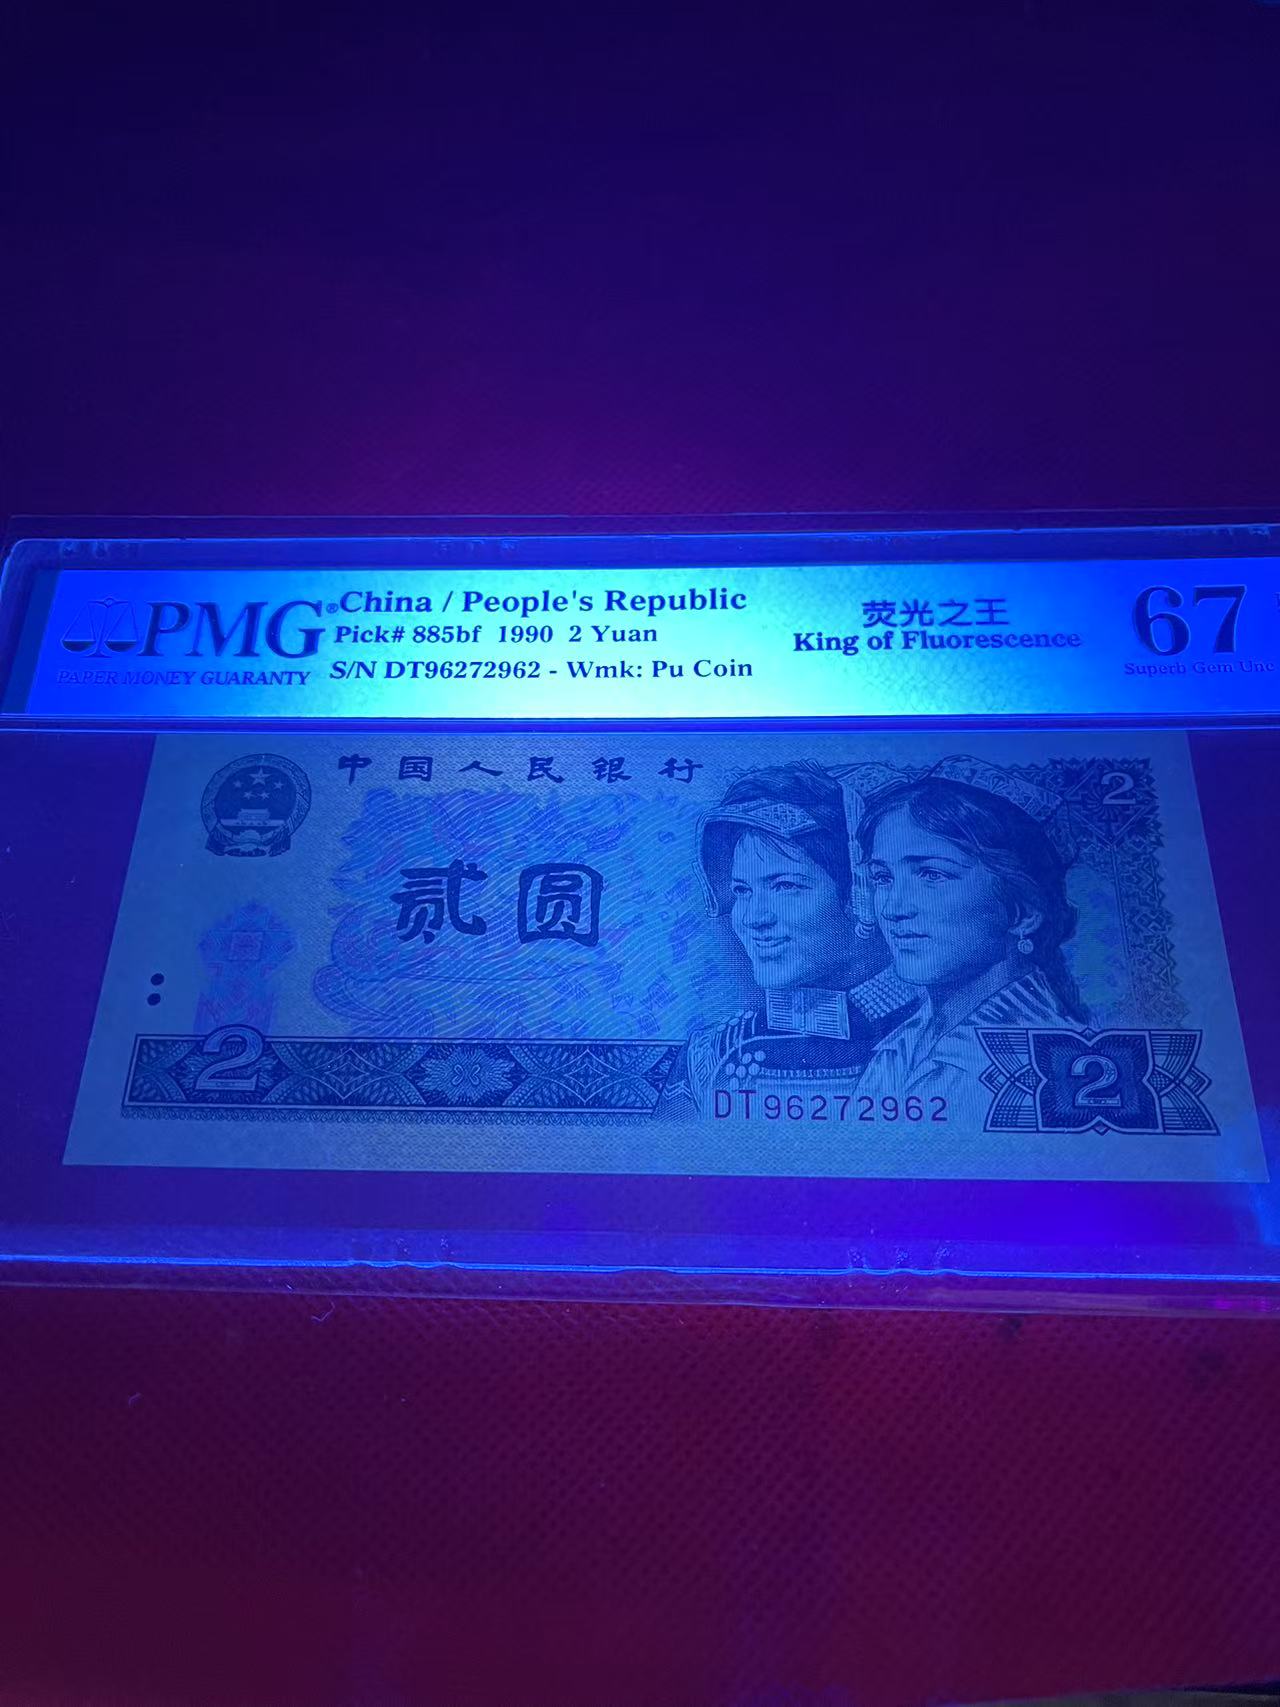 PMG®
PAPER MONEY GUARANTY
China / People's Republic
Pick# 885bf 1990 2 Yuan
S/N DT96272962 - Wmk: Pu Coin
荧光之王
King of Fluorescence
67
Superb Gem Unc
中国人民银行
2
贰圆
2
2
DT96272962